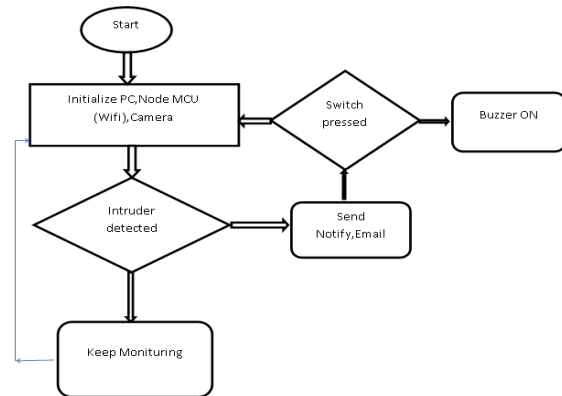 Start
Initialize PC,Node MCU
(Wifi),Camera
Switch
pressed
Buzzer ON
Intruder
detected
Send
Notify,Email
Keep Monituring